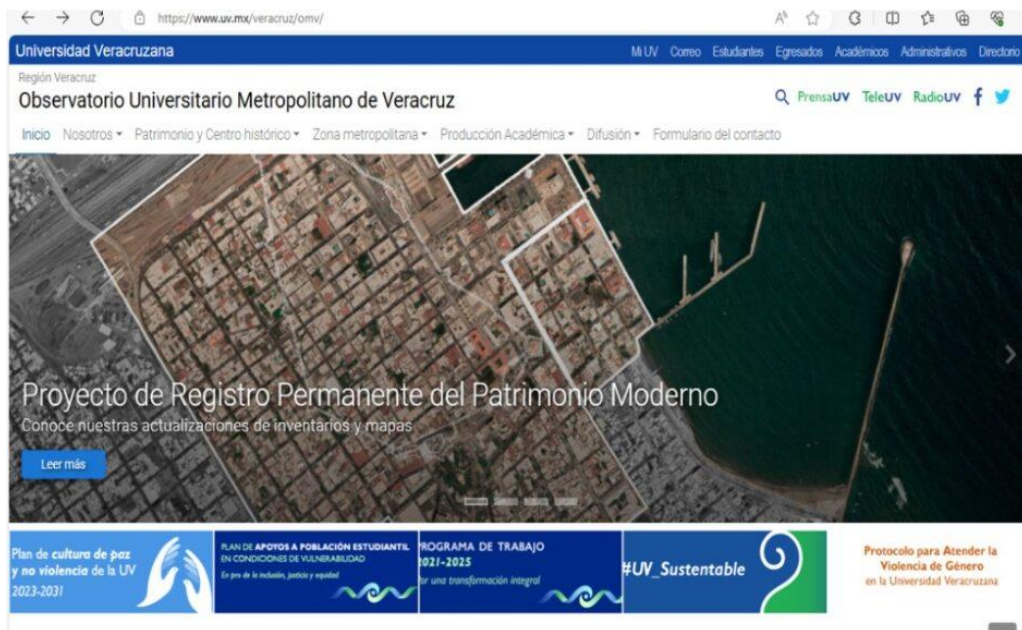 https://www.uv.mx/veracruz/omv/
Universidad Veracruzana
Mi UV Correo Estudiantes Egresados Académicos Administrativos Directorio
Región Veracruz
Observatorio Universitario Metropolitano de Veracruz
PrensaUV TeleUV RadioUV
Inicio Nosotros Patrimonio y Centro histórico Zona metropolitana Producción Académica Difusión Formulario del contacto
Proyecto de Registro Permanente del Patrimonio Moderno
Conoce nuestras actualizaciones de inventarios y mapas
Leer más
Plan de cultura de paz
y no violencia de la UV
2023-2031
PLAN DE APOYOS A POBLACIÓN ESTUDIANTIL
EN CONDICIONES DE VULNERABILIDAD
En pro de la inclusión, justicia y equidad
ROGRAMA DE TRABAJO
2021-2025
or una transformación integral
#UV_Sustentable
Protocolo para Atender la
Violencia de Género
en la Universidad Veracruzana